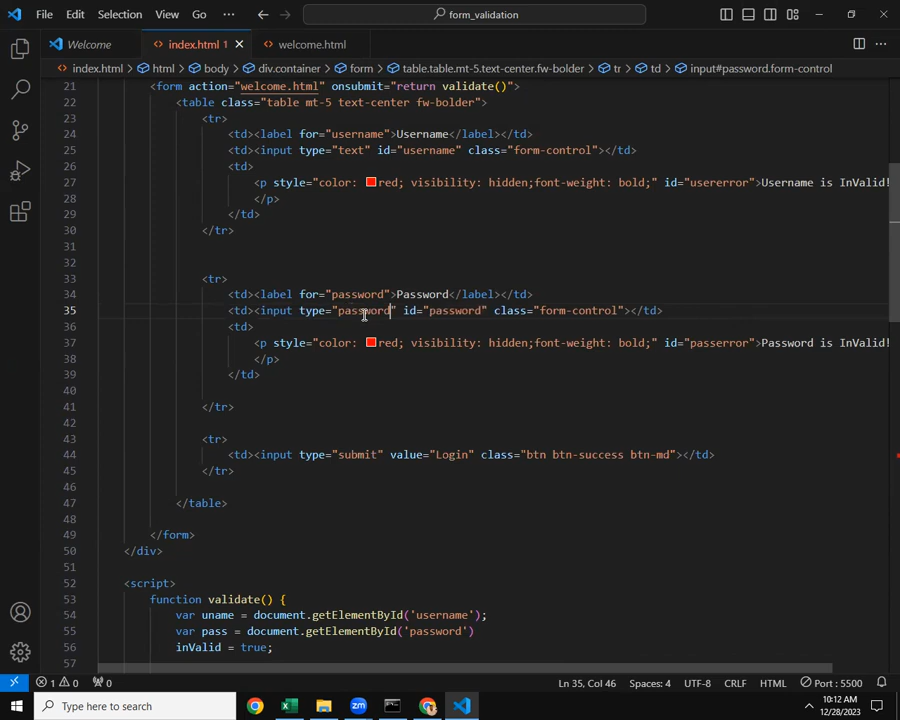 File Edit Selection View Go ··· form_validation
Welcome index.html 1 welcome.html
index.html > html > body > div.container > form > table.table.mt-5.text-center.fw-bolder > tr > td > input#password.form-control
21 <form action="welcome.html" onsubmit="return validate()">
22 <table class="table mt-5 text-center fw-bolder">
23 <tr>
24 <td><label for="username">Username</label></td>
25 <td><input type="text" id="username" class="form-control"></td>
26 <td>
27 <p style="color: red; visibility: hidden;font-weight: bold;" id="usererror">Username is InValid!
28 </p>
29 </td>
30 </tr>
31
32
33 <tr>
34 <td><label for="password">Password</label></td>
35 <td><input type="password" id="password" class="form-control"></td>
36 <td>
37 <p style="color: red; visibility: hidden;font-weight: bold;" id="passerror">Password is InValid!
38 </p>
39 </td>
40
41 </tr>
42
43 <tr>
44 <td><input type="submit" value="Login" class="btn btn-success btn-md"></td>
45 </tr>
46
47 </table>
48
49 </form>
50 </div>
51
52 <script>
53 function validate() {
54 var uname = document.getElementById('username');
55 var pass = document.getElementById('password')
56 inValid = true;
57
1 0 0 Ln 35, Col 46 Spaces: 4 UTF-8 CRLF HTML Port : 5500
Type here to search 10:12 AM
12/28/2023